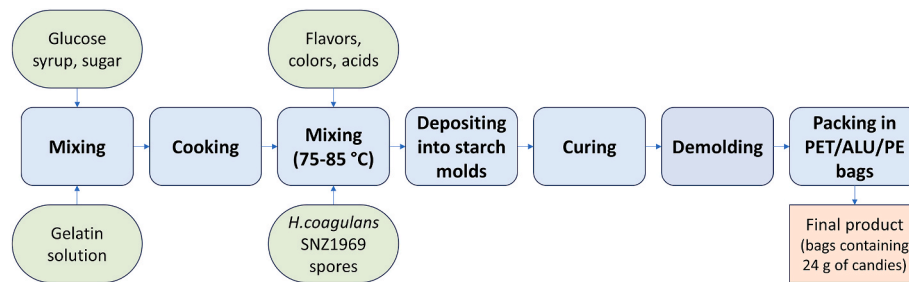 Glucose
syrup, sugar
Flavors,
colors, acids
Mixing
Cooking
Mixing
(75-85 °C)
Depositing
into starch
molds
Curing
Demolding
Packing in
PET/ALU/PE
bags
Gelatin
solution
H.coagulans
SNZ1969
spores
Final product
(bags containing
24 g of candies)